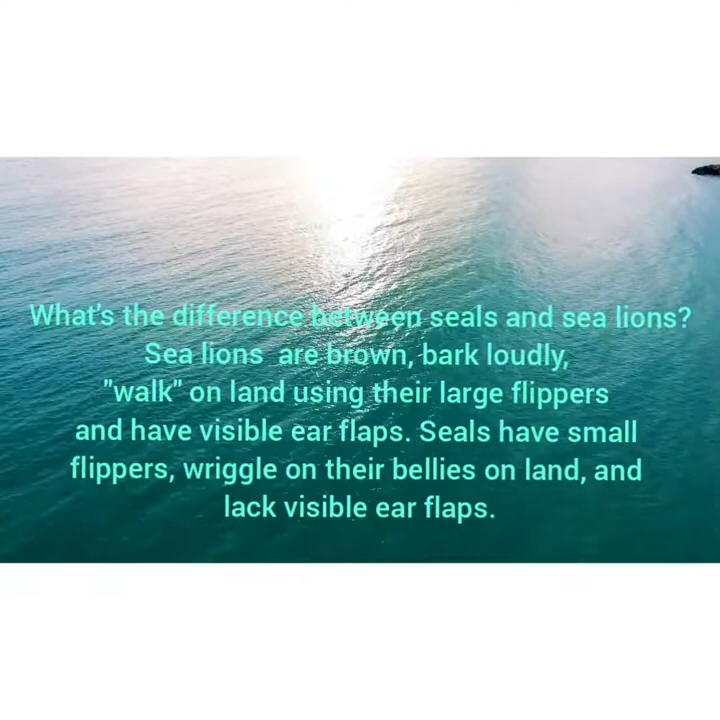 What's the difference between seals and sea lions?
Sea lions  are brown, bark loudly,
"walk" on land using their large flippers
and have visible ear flaps. Seals have small
flippers, wriggle on their bellies on land, and
lack visible ear flaps.